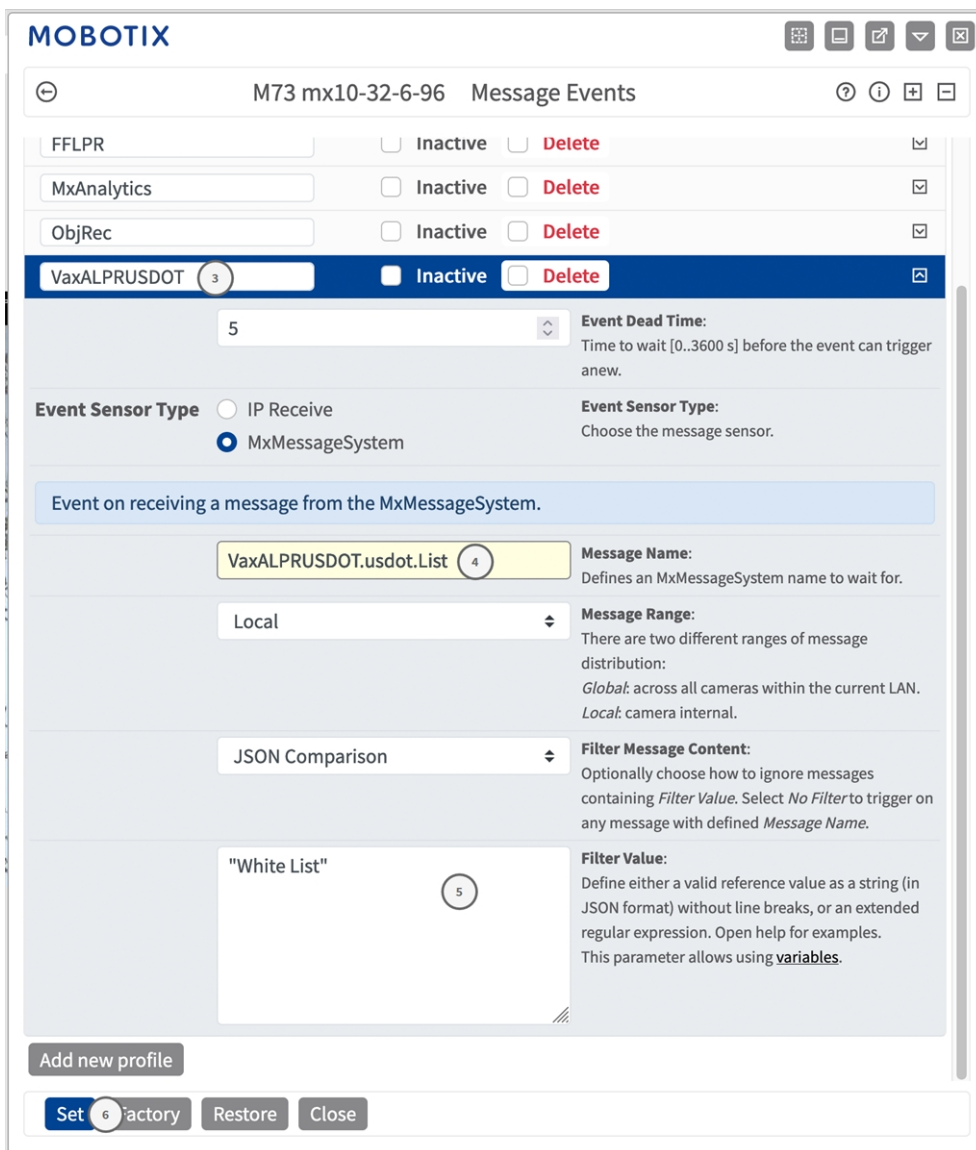 MOBOTIX
M73 mx10-32-6-96 Message Events
FFLPR Inactive Delete
MxAnalytics Inactive Delete
ObjRec Inactive Delete
VaxALPRUSDOT 3 Inactive Delete
5
Event Dead Time:
Time to wait [0..3600 s] before the event can trigger
anew.
Event Sensor Type
IP Receive
MxMessageSystem
Event Sensor Type:
Choose the message sensor.
Event on receiving a message from the MxMessageSystem.
VaxALPRUSDOT.usdot.List 4
Message Name:
Defines an MxMessageSystem name to wait for.
Local
Message Range:
There are two different ranges of message
distribution:
Global: across all cameras within the current LAN.
Local: camera internal.
JSON Comparison
Filter Message Content:
Optionally choose how to ignore messages
containing Filter Value. Select No Filter to trigger on
any message with defined Message Name.
"White List"
5
Filter Value:
Define either a valid reference value as a string (in
JSON format) without line breaks, or an extended
regular expression. Open help for examples.
This parameter allows using variables.
Add new profile
Set 6 actory Restore Close